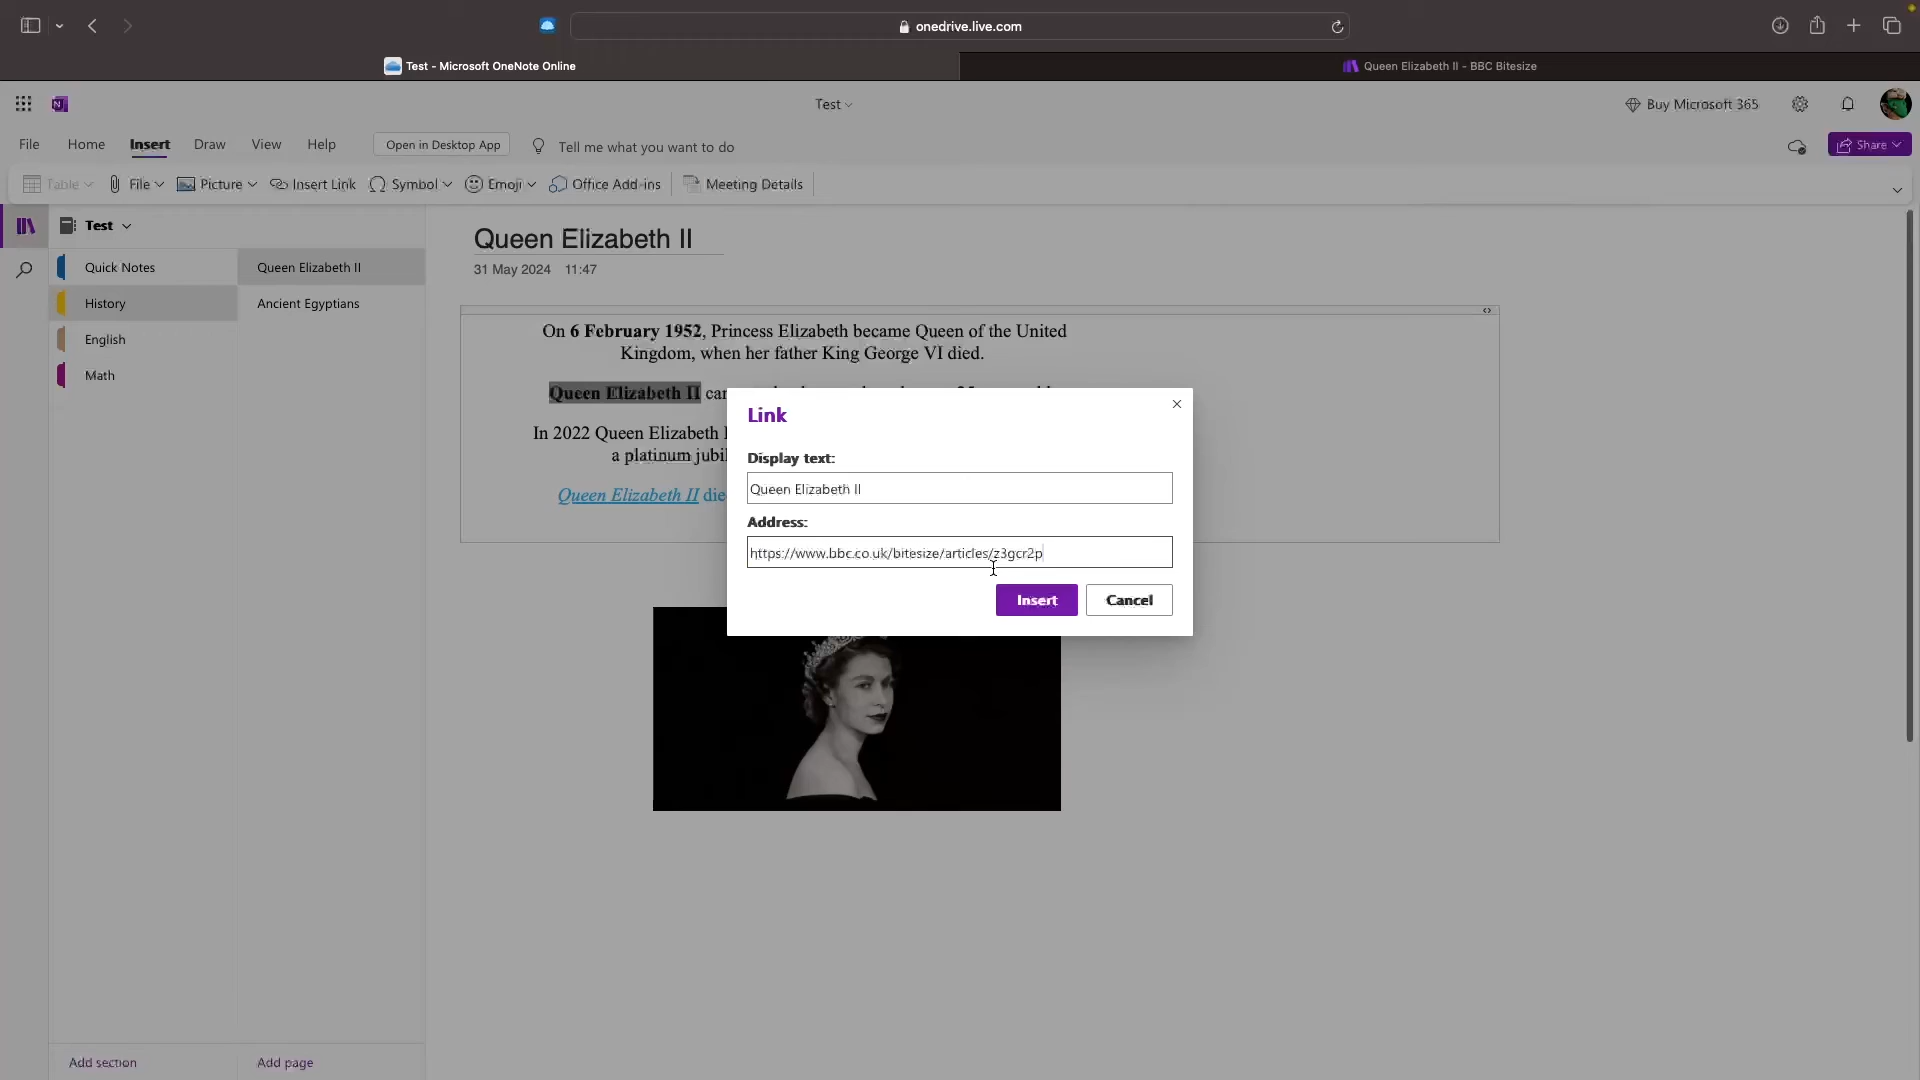 onedrive.live.com
Test - Microsoft OneNote Online
Queen Elizabeth II - BBC Bitesize
Test
Buy Microsoft 365
File Home Insert Draw View Help Open in Desktop App Tell me what you want to do Share
Table File Picture Insert Link Symbol Emoji Office Add-ins Meeting Details
Test
Quick Notes
History
English
Math
Queen Elizabeth II
Ancient Egyptians
Queen Elizabeth II
31 May 2024 11:47
On 6 February 1952, Princess Elizabeth became Queen of the United
Kingdom, when her father King George VI died.
Queen Elizabeth II
In 2022 Queen Elizabeth
a platinum
Queen Elizabeth II
Link
Display text:
Queen Elizabeth II
Address:
https://www.bbc.co.uk/bitesize/articles/z3gcr2p
Insert Cancel
Add section Add page